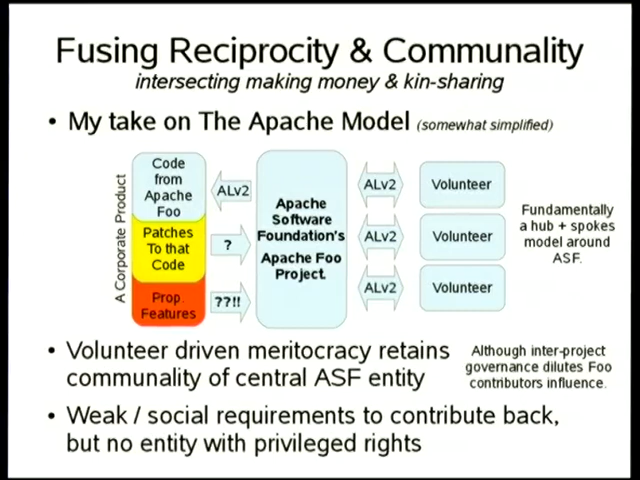 Fusing Reciprocity & Communality
intersecting making money & kin-sharing
• My take on The Apache Model (somewhat simplified)
A Corporate Product
Code
from
Apache
Foo
Patches
To that
Code
Prop.
Features
ALv2
?
??!!
Apache
Software
Foundation's
Apache Foo
Project.
ALv2
ALv2
ALv2
Volunteer
Volunteer
Volunteer
Fundamentally
a hub + spokes
model around
ASF.
• Volunteer driven meritocracy retains
communality of central ASF entity
Although inter-project
governance dilutes Foo
contributors influence.
• Weak / social requirements to contribute back,
but no entity with privileged rights